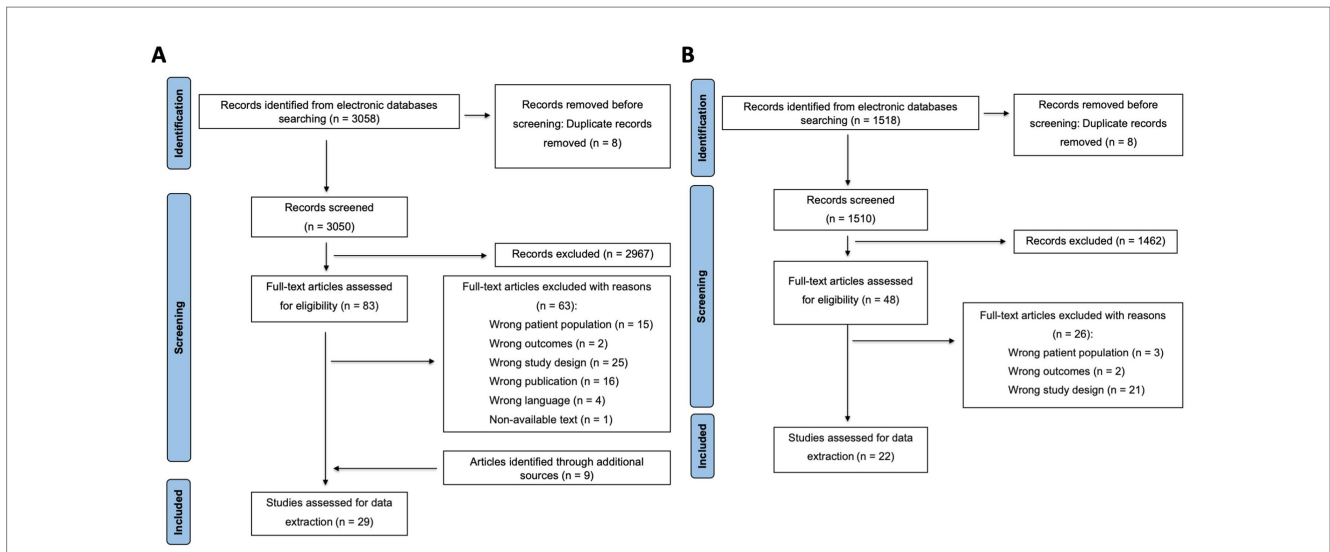 A
Identification
Records identified from electronic databases
searching (n = 3058)
Records removed before
screening: Duplicate records
removed (n = 8)
Screening
Records screened
(n = 3050)
Records excluded (n = 2967)
Full-text articles assessed
for eligibility (n = 83)
Full-text articles excluded with reasons
(n = 63):
Wrong patient population (n = 15)
Wrong outcomes (n = 2)
Wrong study design (n = 25)
Wrong publication (n = 16)
Wrong language (n = 4)
Non-available text (n = 1)
Articles identified through additional
sources (n = 9)
Included
Studies assessed for data
extraction (n = 29)
B
Identification
Records identified from electronic databases
searching (n = 1518)
Records removed before
screening: Duplicate records
removed (n = 8)
Screening
Records screened
(n = 1510)
Records excluded (n = 1462)
Full-text articles assessed
for eligibility (n = 48)
Full-text articles excluded with reasons
(n = 26):
Wrong patient population (n = 3)
Wrong outcomes (n = 2)
Wrong study design (n = 21)
Included
Studies assessed for data
extraction (n = 22)